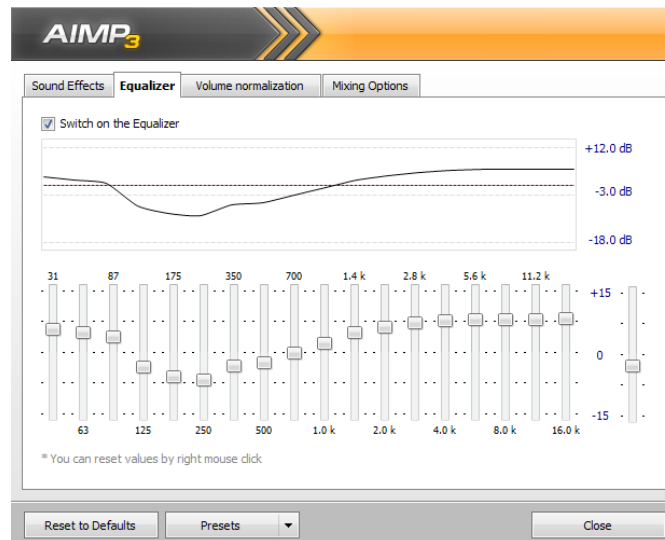 AIMP3
Sound Effects Equalizer Volume normalization Mixing Options
Switch on the Equalizer
+12.0 dB
-3.0 dB
-18.0 dB
31 87 175 350 700 1.4 k 2.8 k 5.6 k 11.2 k
+15
0
-15
63 125 250 500 1.0 k 2.0 k 4.0 k 8.0 k 16.0 k
* You can reset values by right mouse click
Reset to Defaults Presets Close